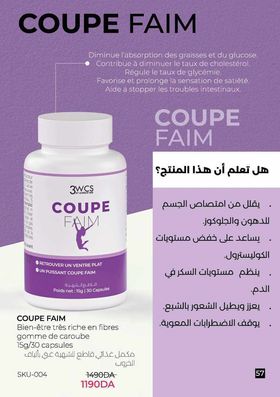 COUPE FAIM
Diminue l'absorption des graisses et du glucose.
Contribue à diminuer le taux de cholestérol.
Régule le taux de glycémie.
Favorise et prolonge la sensation de satiété.
Aide à stopper les troubles intestinaux.
COUPE
FAIM
3WCS
COUPE
FAIM
RETROUVER UN VENTRE PLAT
UN PUISSANT COUPE FAIM
Poids net : 15g | 30 Capsules
هل تعلم أن هذا المنتج؟
. يقلل من امتصاص الجسم
للدهون والجلوكوز.
. يساعد على خفض مستويات
الكوليسترول.
. ينظم مستويات السكر في
الدم.
. يعزز ويطيل الشعور بالشبع.
. يوقف الاضطرابات المعوية.
COUPE FAIM
Bien-être très riche en fibres
gomme de caroube
15g/30 capsules
مكمل غذائي قاطع للشهية غني بألياف
الخروب
SKU-004
1490DA
1190DA
57